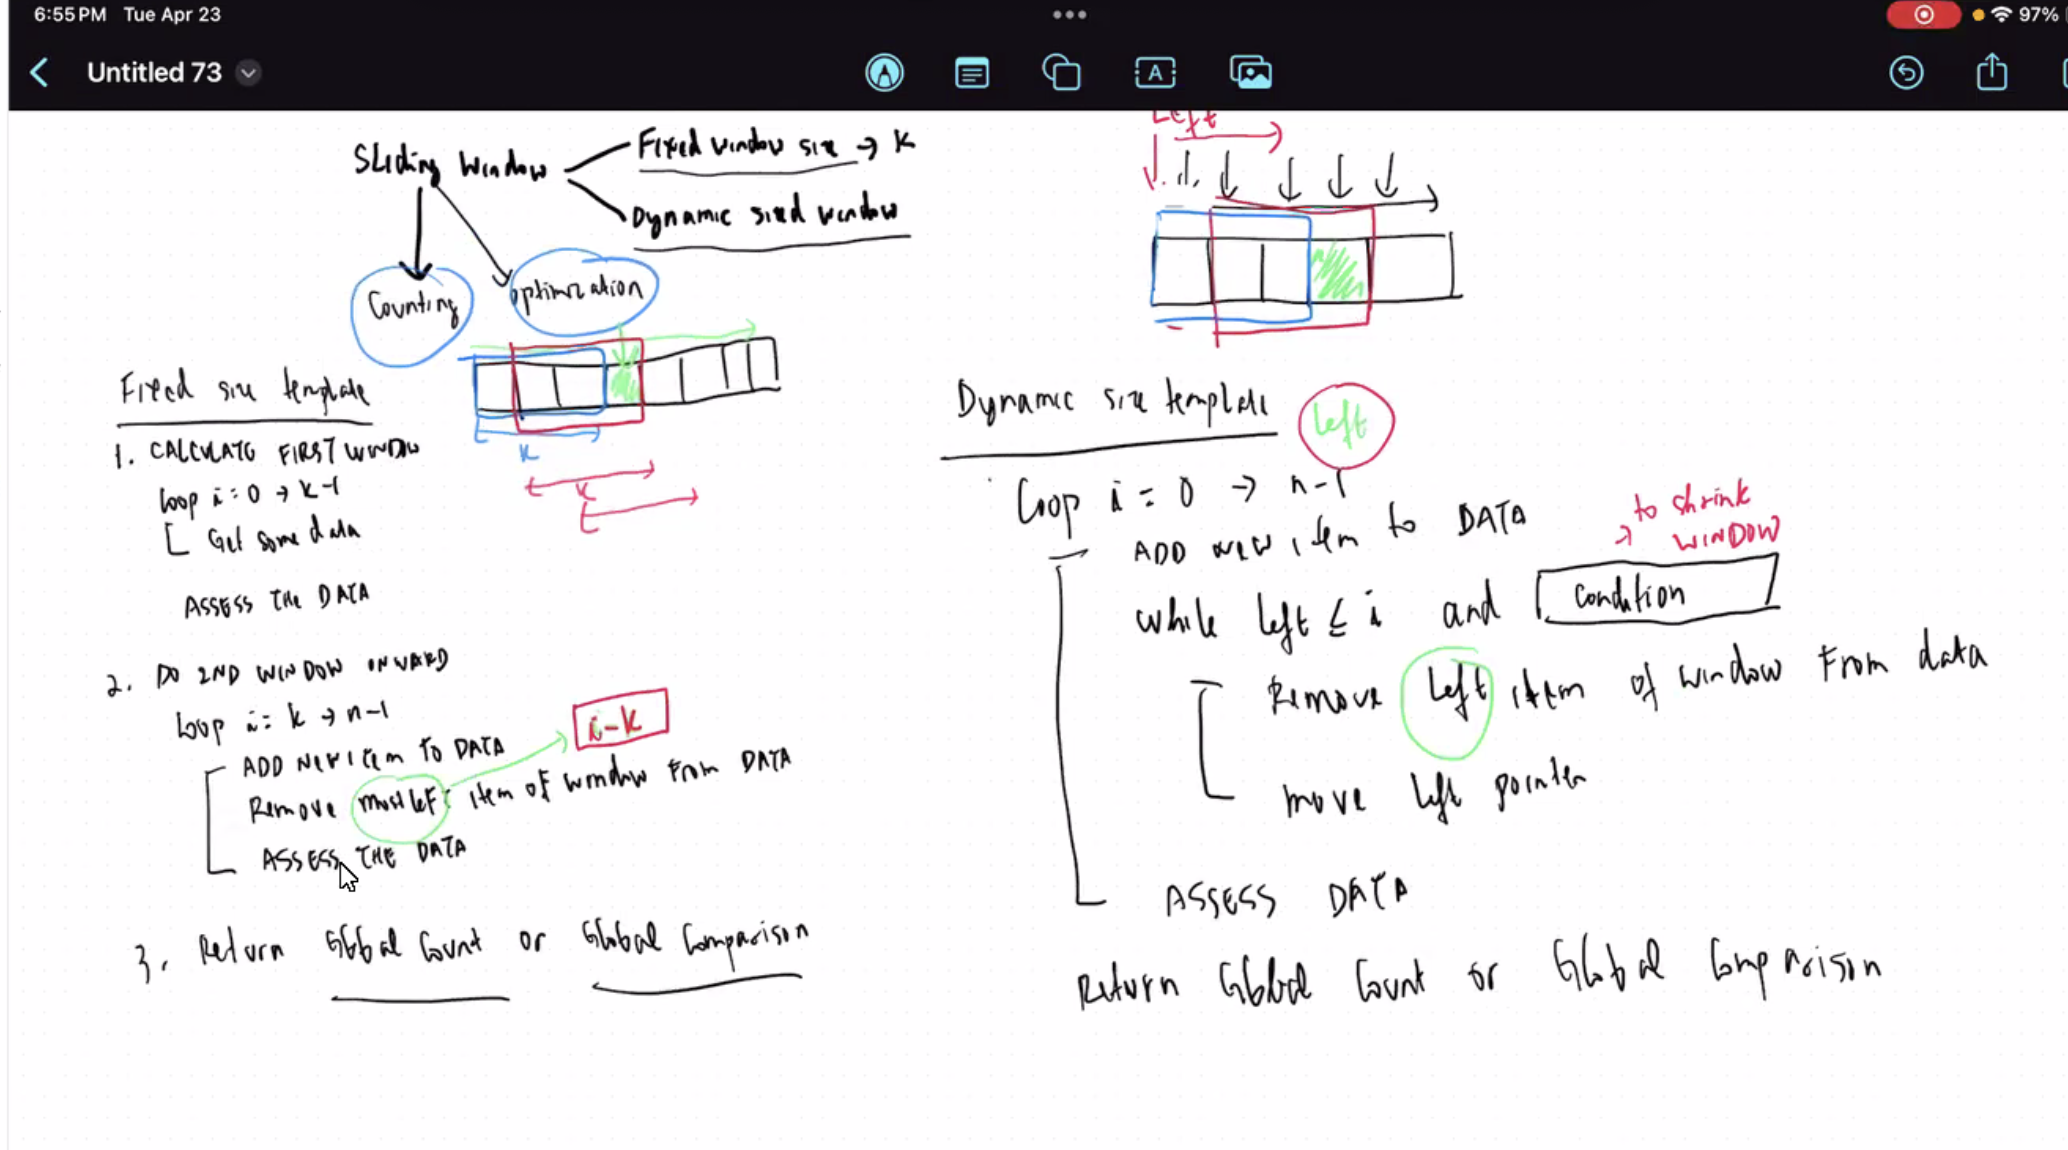 6:55 PM Tue Apr 23
97%
Untitled 73
Sliding Window
Fixed window size → k
Dynamic sized window
Counting
optimization
Fixed size template
1. CALCULATE FIRST WINDOW
Loop i = 0 → k-1
Get some data
ASSESS THE DATA
k
k
2. DO 2ND WINDOW ONWARD
Loop i = k → n-1
ADD NEW item TO DATA
Remove most left item of window from DATA
i-k
ASSESS THE DATA
3. Return Global Count or Global Comparison
Left
Dynamic size template
left
Loop i = 0 → n-1
ADD new item to DATA
→ to shrink
WINDOW
while left ≤ i and condition
Remove left item of window from data
move left pointer
ASSESS DATA
Return Global Count or Global Comparison